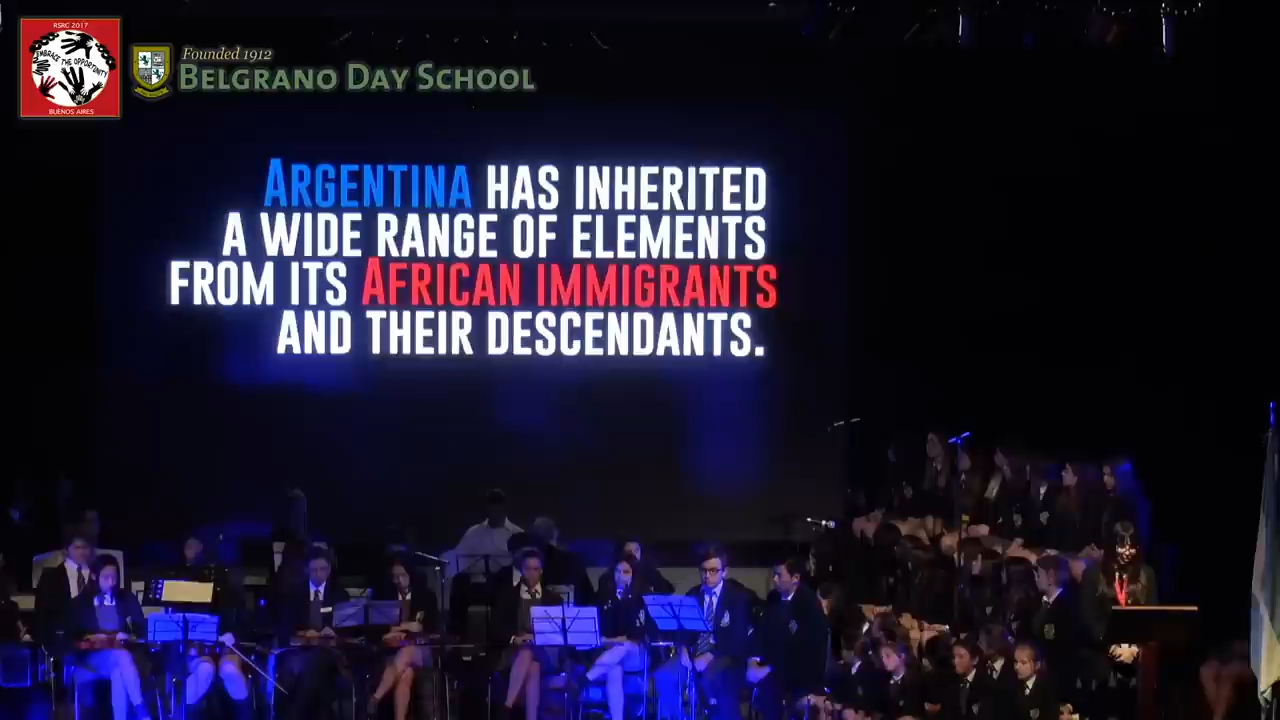 RSRC 2017
EMBRACE THE OPPORTUNITY
BUENOS AIRES
Founded 1912
BELGRANO DAY SCHOOL
ARGENTINA HAS INHERITED
A WIDE RANGE OF ELEMENTS
FROM ITS AFRICAN IMMIGRANTS
AND THEIR DESCENDANTS.